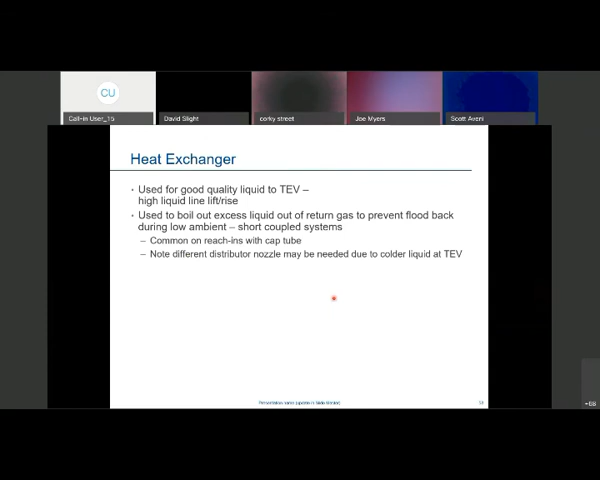 CU
Call-in User_15
David Slight
corky street
Joe Myers
Scott Averil
Heat Exchanger
• Used for good quality liquid to TEV –
high liquid line lift/rise
• Used to boil out excess liquid out of return gas to prevent flood back
during low ambient – short coupled systems
– Common on reach-ins with cap tube
– Note different distributor nozzle may be needed due to colder liquid at TEV